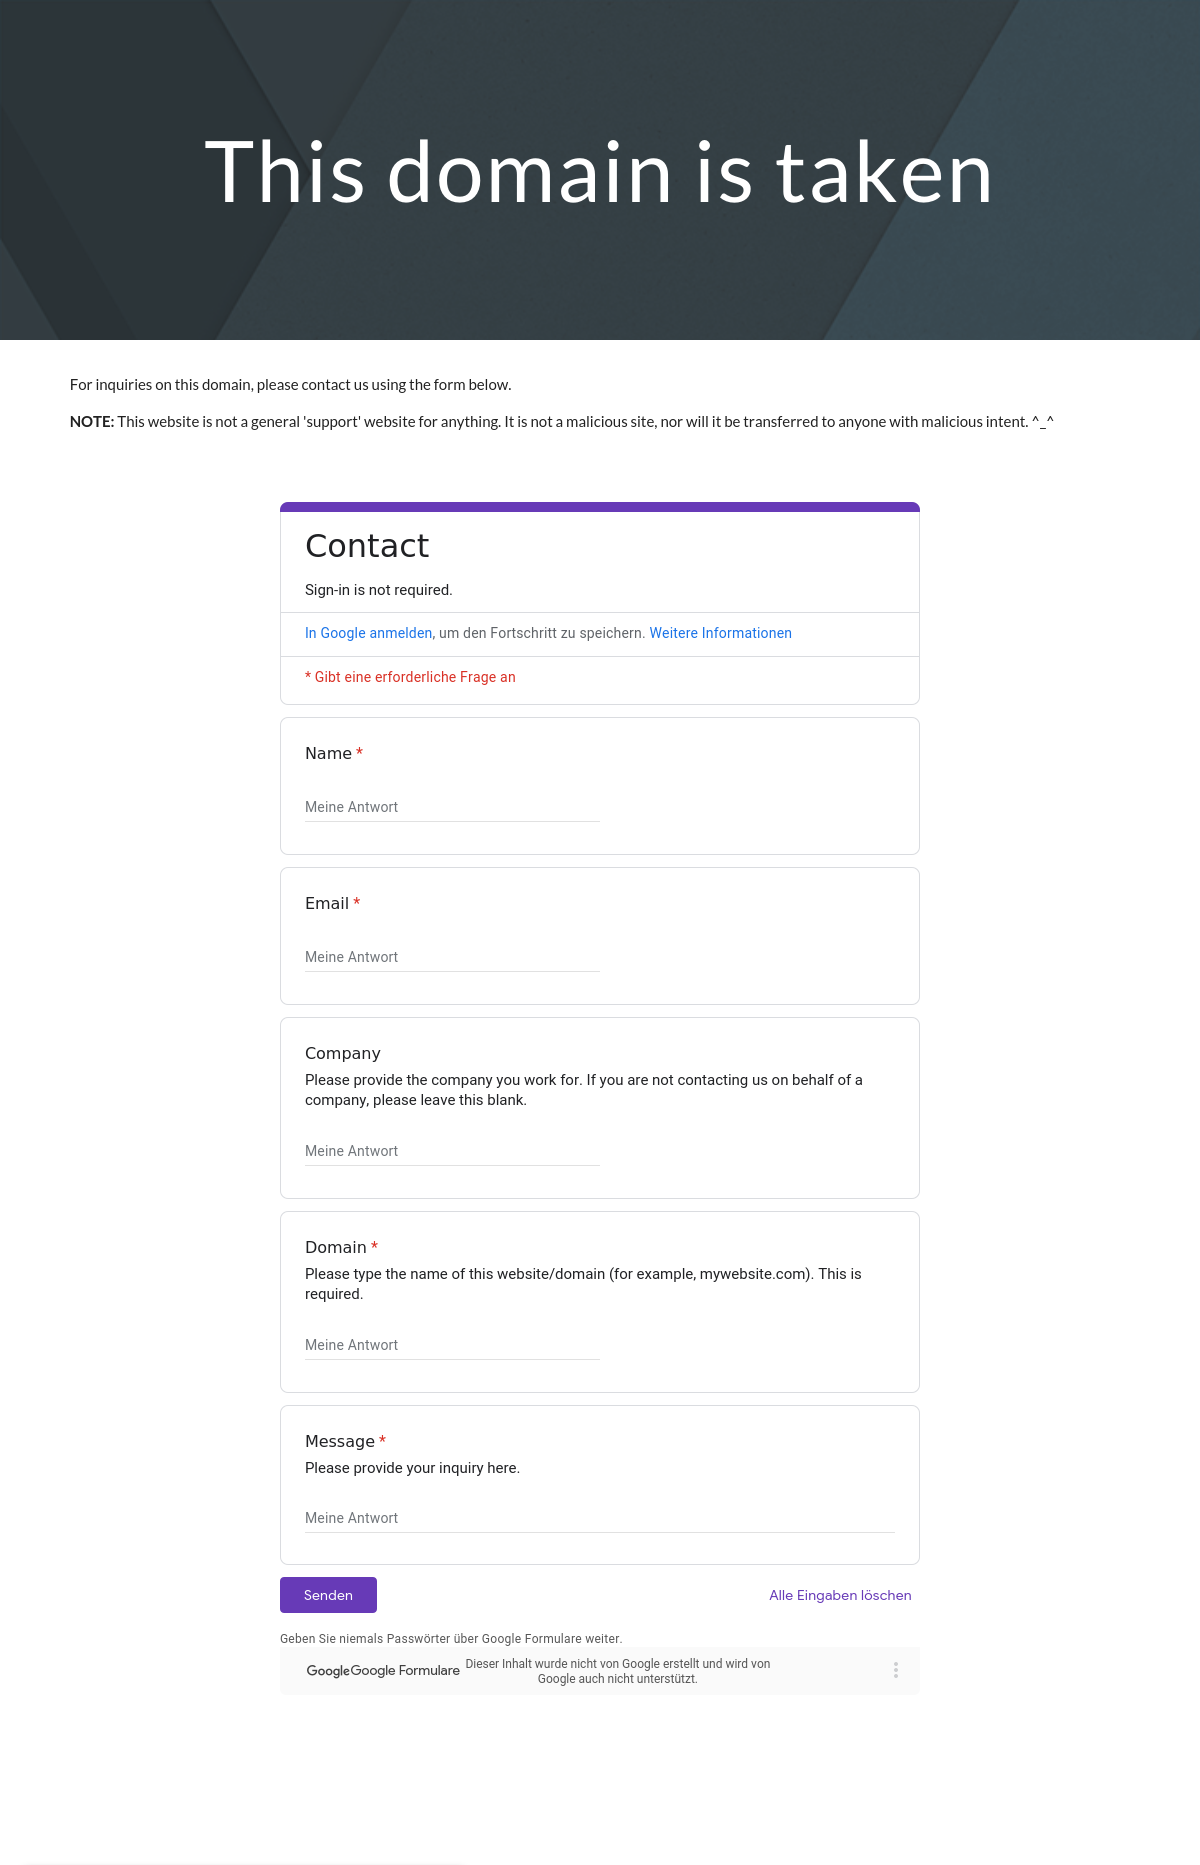 This domain is taken
For inquiries on this domain, please contact us using the form below.
NOTE: This website is not a general 'support' website for anything. It is not a malicious site, nor will it be transferred to anyone with malicious intent. ^_^
Contact
Sign-in is not required.
In Google anmelden, um den Fortschritt zu speichern. Weitere Informationen
* Gibt eine erforderliche Frage an
Name *
Meine Antwort
Email *
Meine Antwort
Company
Please provide the company you work for. If you are not contacting us on behalf of a
company, please leave this blank.
Meine Antwort
Domain *
Please type the name of this website/domain (for example, mywebsite.com). This is
required.
Meine Antwort
Message *
Please provide your inquiry here.
Meine Antwort
Senden
Alle Eingaben löschen
Geben Sie niemals Passwörter über Google Formulare weiter.
GoogleGoogle Formulare
Dieser Inhalt wurde nicht von Google erstellt und wird von
Google auch nicht unterstützt.